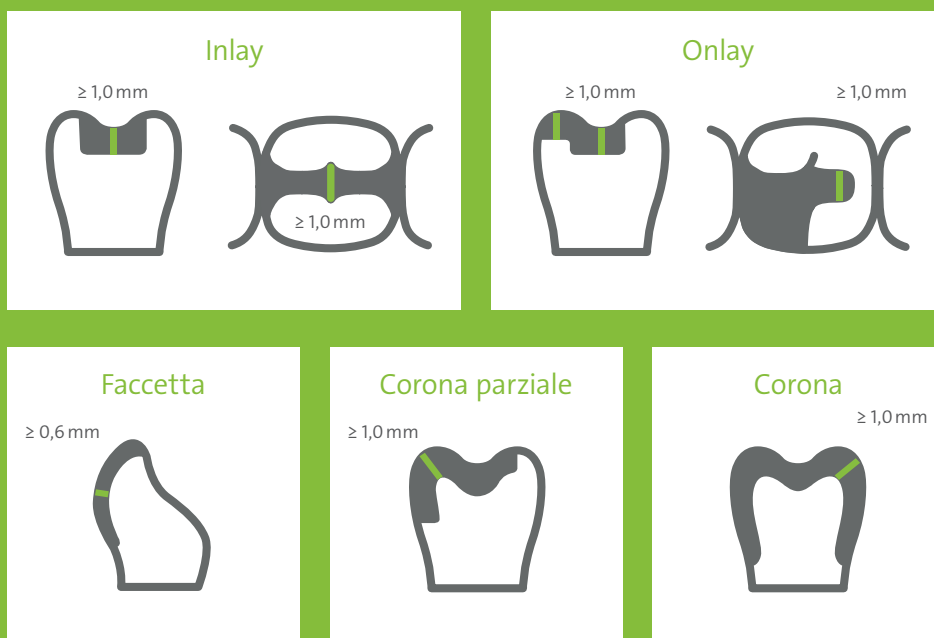 Inlay
≥ 1,0 mm
≥ 1,0 mm
Onlay
≥ 1,0 mm
≥ 1,0 mm
Faccetta
≥ 0,6 mm
Corona parziale
≥ 1,0 mm
Corona
≥ 1,0 mm